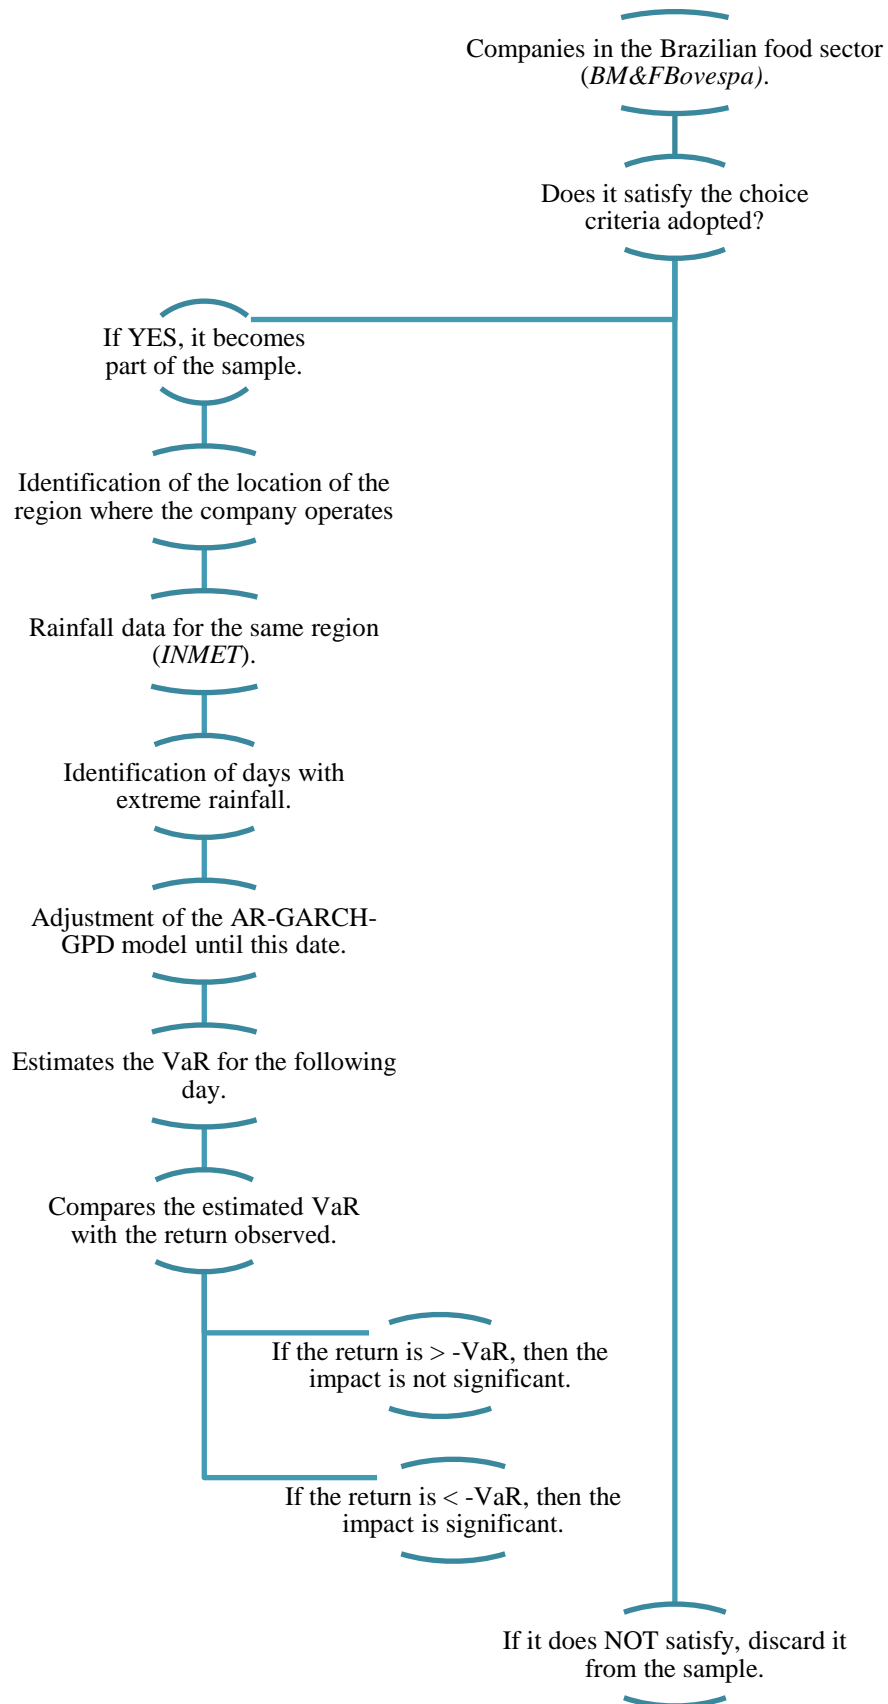 Companies in the Brazilian food sector
(BM&FBovespa).
Does it satisfy the choice
criteria adopted?
If YES, it becomes
part of the sample.
Identification of the location of the
region where the company operates
Rainfall data for the same region
(INMET).
Identification of days with
extreme rainfall.
Adjustment of the AR-GARCH-
GPD model until this date.
Estimates the VaR for the following
day.
Compares the estimated VaR
with the return observed.
If the return is > -VaR, then the
impact is not significant.
If the return is < -VaR, then the
impact is significant.
If it does NOT satisfy, discard it
from the sample.